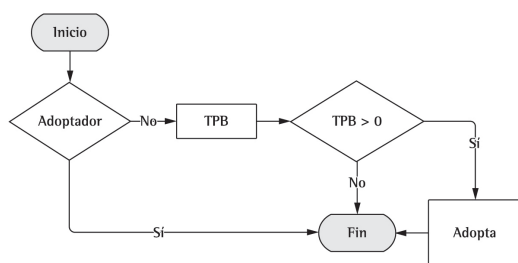 Inicio
Adoptador
No
TPB
TPB > 0
Sí
No
Sí
Fin
Adopta